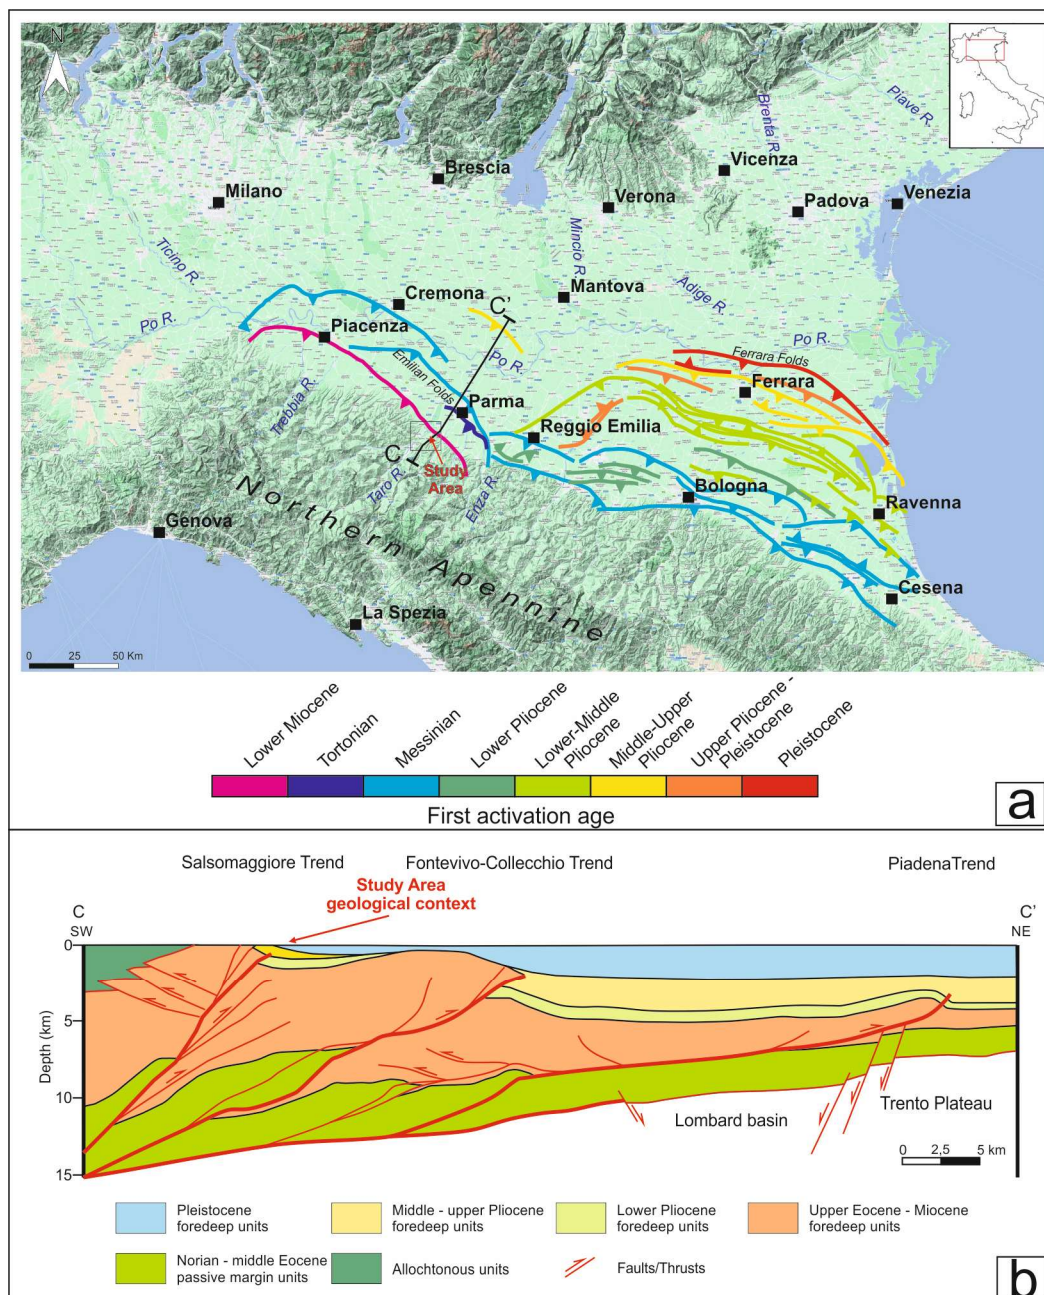 N
Piave R.
Brenta R.
Brescia
Vicenza
Milano
Verona
Padova
Venezia
Ticino R.
Mincio R.
Mantova
Adige R.
Cremona
C'
Po R.
Piacenza
Po R.
Po R.
Emilian Folds
Ferrara Folds
Ferrara
Trebbia R.
Parma
Reggio Emilia
C
Study
Area
Taro R.
Enza R.
Bologna
Ravenna
Genova
Northern Apennine
Cesena
La Spezia
0 25 50 Km
Lower Miocene
Tortonian
Messinian
Lower Pliocene
Lower-Middle
Pliocene
Middle-Upper
Pliocene
Upper Pliocene -
Pleistocene
Pleistocene
First activation age
a
Salsomaggiore Trend
Fontevivo-Collecchio Trend
PiadenaTrend
Study Area
geological context
C
SW
C'
NE
0
5
10
15
Depth (km)
Lombard basin
Trento Plateau
0 2,5 5 km
Pleistocene
foredeep units
Middle - upper Pliocene
foredeep units
Lower Pliocene
foredeep units
Upper Eocene - Miocene
foredeep units
Norian - middle Eocene
passive margin units
Allochtonous units
Faults/Thrusts
b